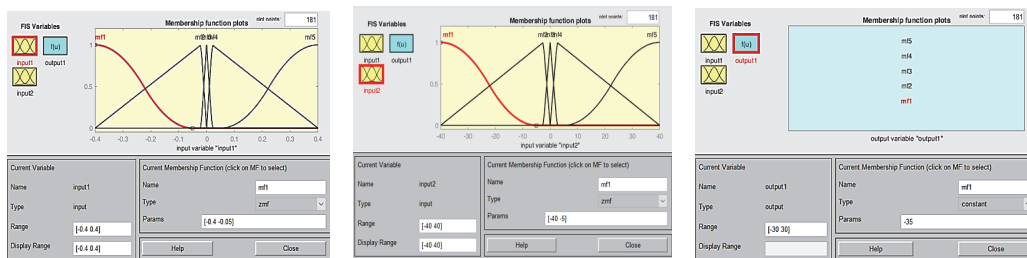 FIS Variables
Membership function plots plot points: 181
f(u)
input1 output1
input2
mf1 mf5
1
0.5
0
-0.4 -0.3 -0.2 -0.1 0 0.1 0.2 0.3 0.4
input variable "input1"
Current Variable
Name input1
Type input
Range [-0.4 0.4]
Display Range [-0.4 0.4]
Current Membership Function (click on MF to select)
Name mf1
Type zmf
Params [-0.4 -0.05]
Help Close
FIS Variables
Membership function plots plot points: 181
f(u)
input1 output1
input2
mf1 mf5
1
0.5
0
-40 -30 -20 -10 0 10 20 30 40
input variable "input2"
Current Variable
Name input2
Type input
Range [-40 40]
Display Range [-40 40]
Current Membership Function (click on MF to select)
Name mf1
Type zmf
Params [-40 -5]
Help Close
FIS Variables
Membership function plots plot points: 181
f(u)
input1 output1
input2
mf5
mf4
mf3
mf2
mf1
output variable "output1"
Current Variable
Name output1
Type output
Range [-30 30]
Display Range
Current Membership Function (click on MF to select)
Name mf1
Type constant
Params -35
Help Close